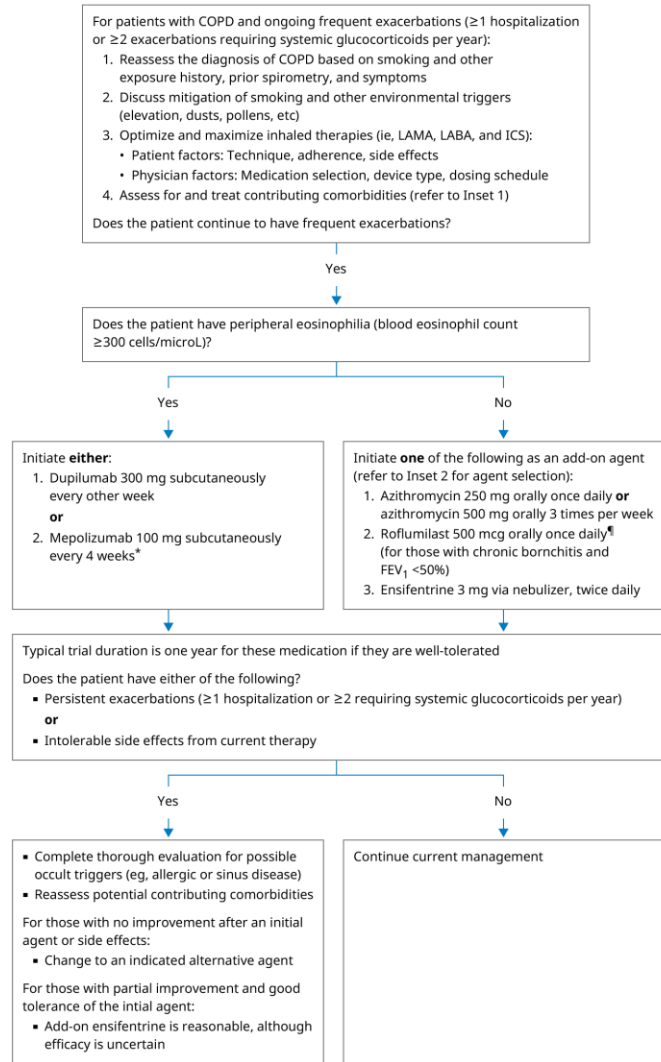 For patients with COPD and ongoing frequent exacerbations (≥1 hospitalization
or ≥2 exacerbations requiring systemic glucocorticoids per year):
1. Reassess the diagnosis of COPD based on smoking and other
exposure history, prior spirometry, and symptoms
2. Discuss mitigation of smoking and other environmental triggers
(elevation, dusts, pollens, etc)
3. Optimize and maximize inhaled therapies (ie, LAMA, LABA, and ICS):
• Patient factors: Technique, adherence, side effects
• Physician factors: Medication selection, device type, dosing schedule
4. Assess for and treat contributing comorbidities (refer to Inset 1)
Does the patient continue to have frequent exacerbations?
Yes
Does the patient have peripheral eosinophilia (blood eosinophil count
≥300 cells/microL)?
Yes
No
Initiate either:
1. Dupilumab 300 mg subcutaneously
every other week
or
2. Mepolizumab 100 mg subcutaneously
every 4 weeks*
Initiate one of the following as an add-on agent
(refer to Inset 2 for agent selection):
1. Azithromycin 250 mg orally once daily or
azithromycin 500 mg orally 3 times per week
2. Roflumilast 500 mcg orally once daily¶
(for those with chronic bornchitis and
FEV1 <50%)
3. Ensifentrine 3 mg via nebulizer, twice daily
Typical trial duration is one year for these medication if they are well-tolerated
Does the patient have either of the following?
▪ Persistent exacerbations (≥1 hospitalization or ≥2 requiring systemic glucocorticoids per year)
or
▪ Intolerable side effects from current therapy
Yes
No
▪ Complete thorough evaluation for possible
occult triggers (eg, allergic or sinus disease)
▪ Reassess potential contributing comorbidities
For those with no improvement after an initial
agent or side effects:
▪ Change to an indicated alternative agent
For those with partial improvement and good
tolerance of the intial agent:
▪ Add-on ensifentrine is reasonable, although
efficacy is uncertain
Continue current management